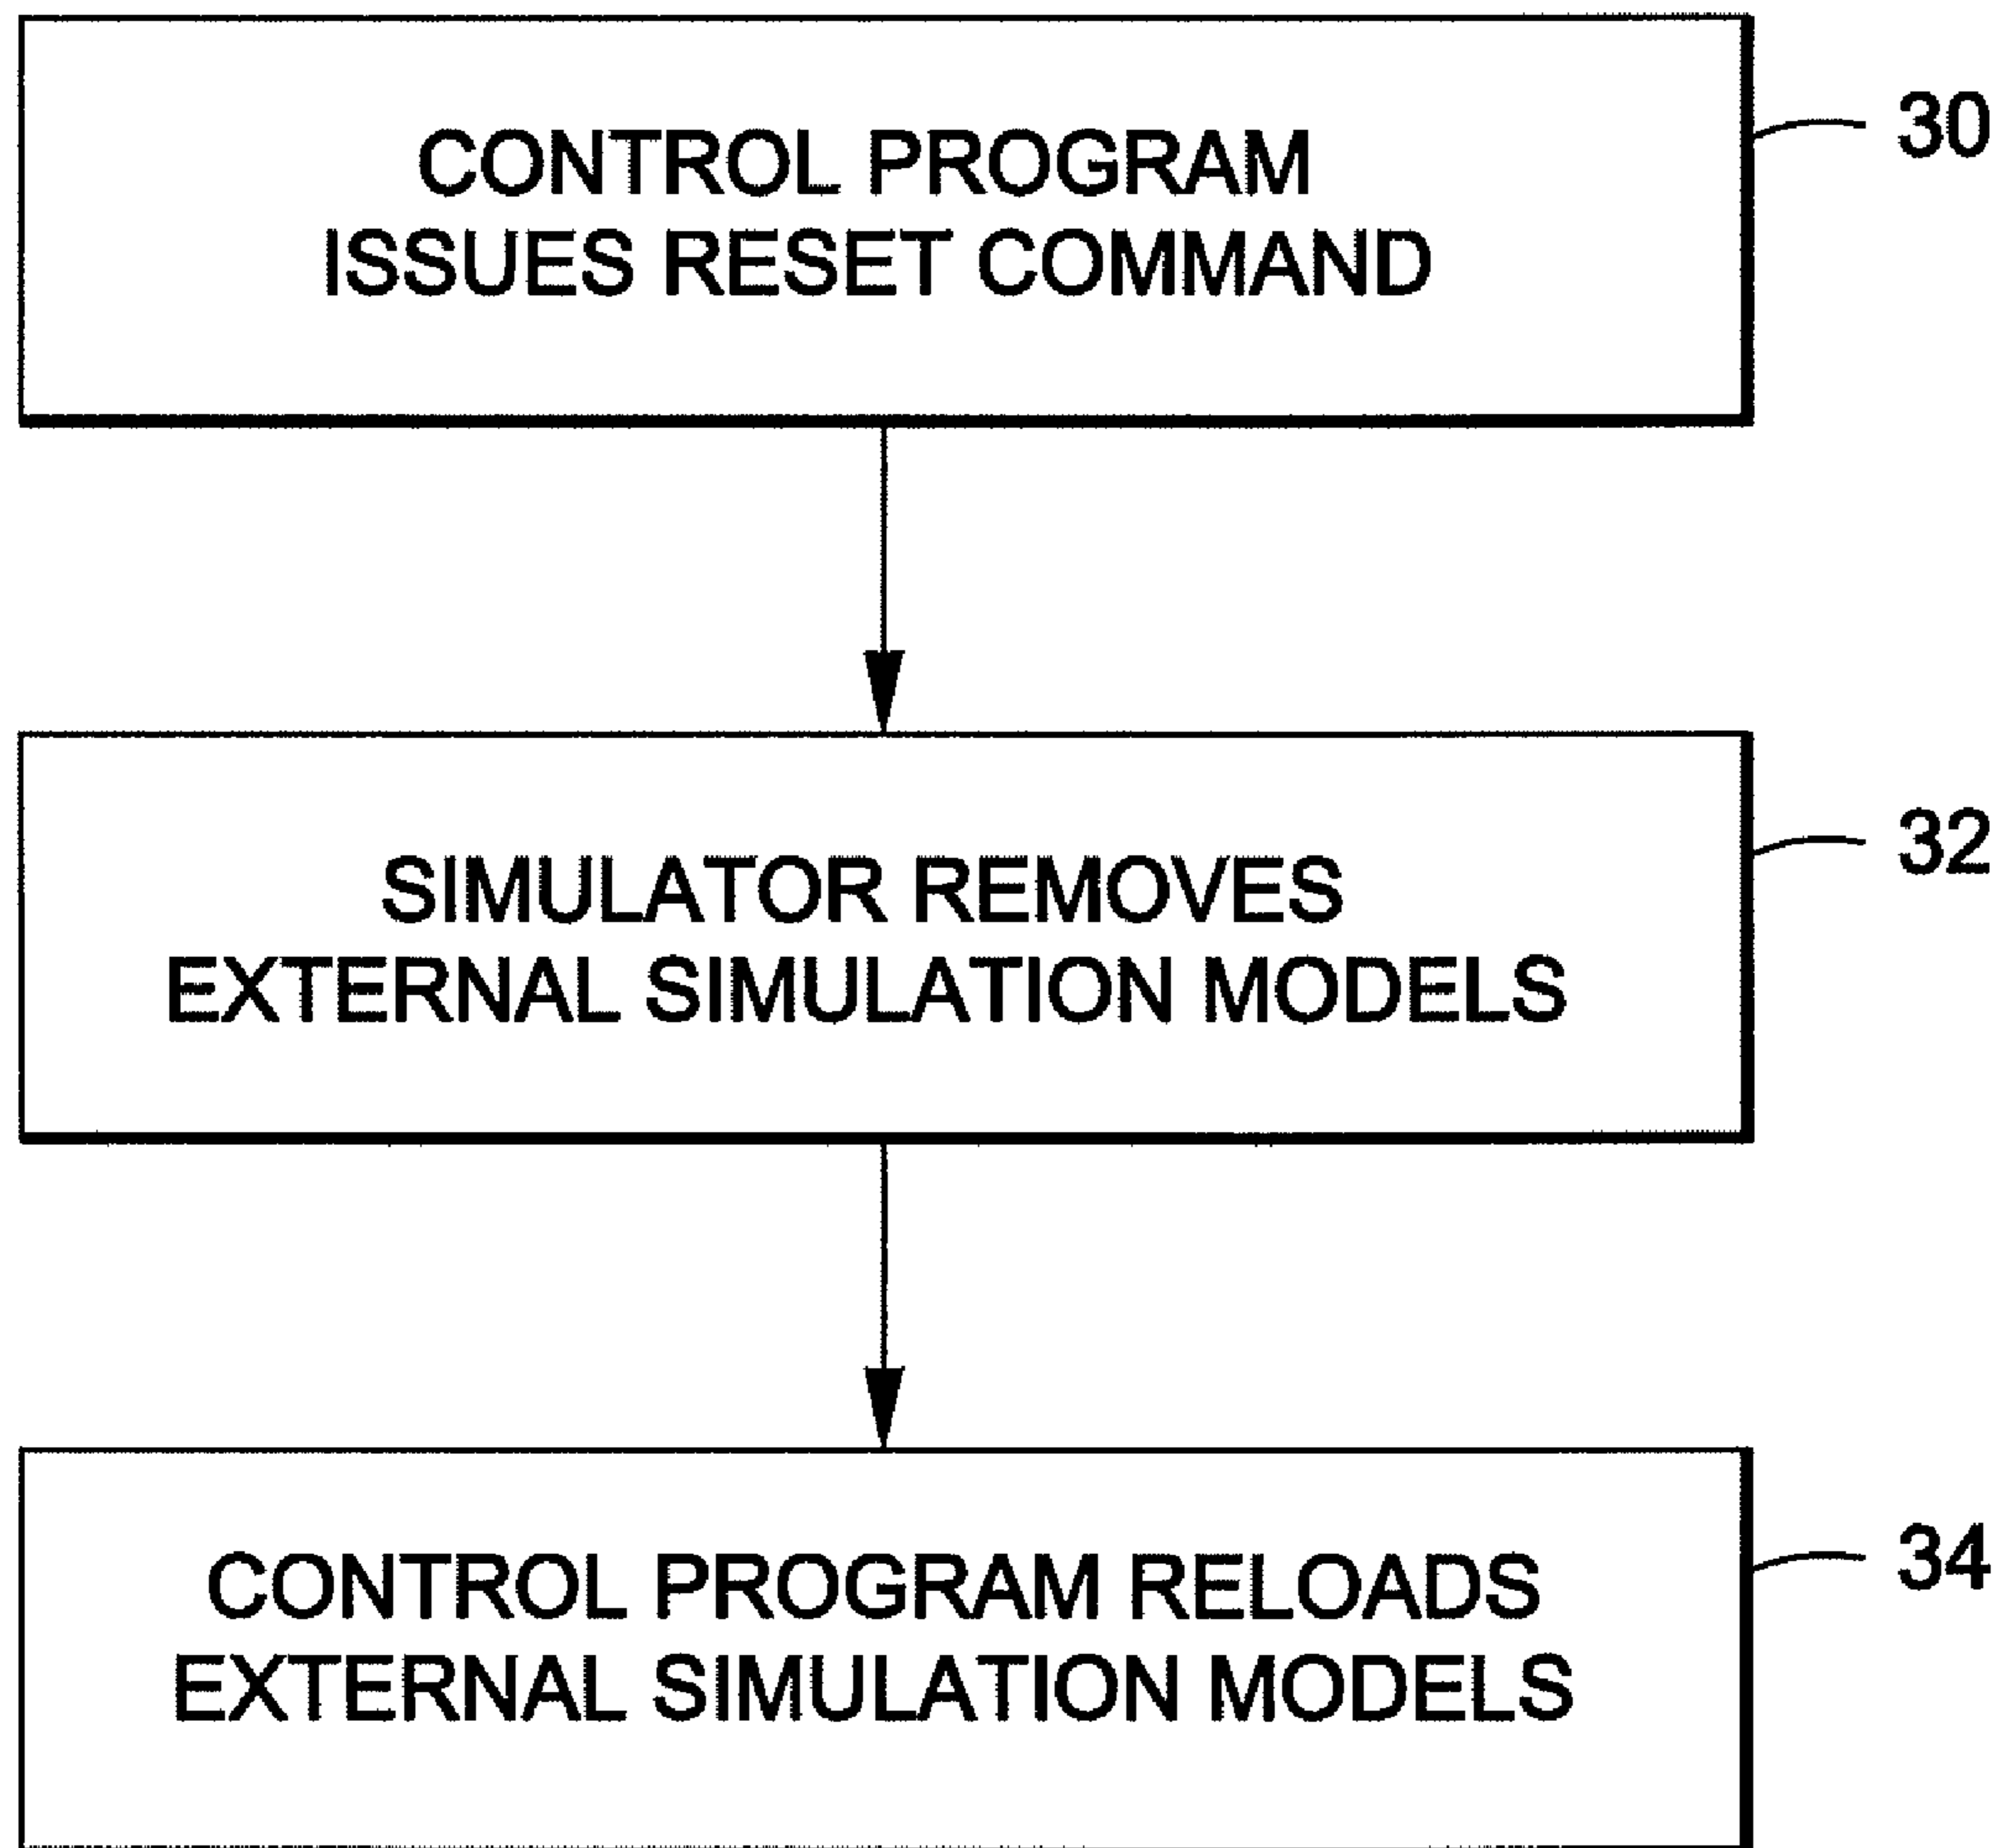 CONTROL PROGRAM
ISSUES RESET COMMAND
30
SIMULATOR REMOVES
EXTERNAL SIMULATION MODELS
32
CONTROL PROGRAM RELOADS
EXTERNAL SIMULATION MODELS
34